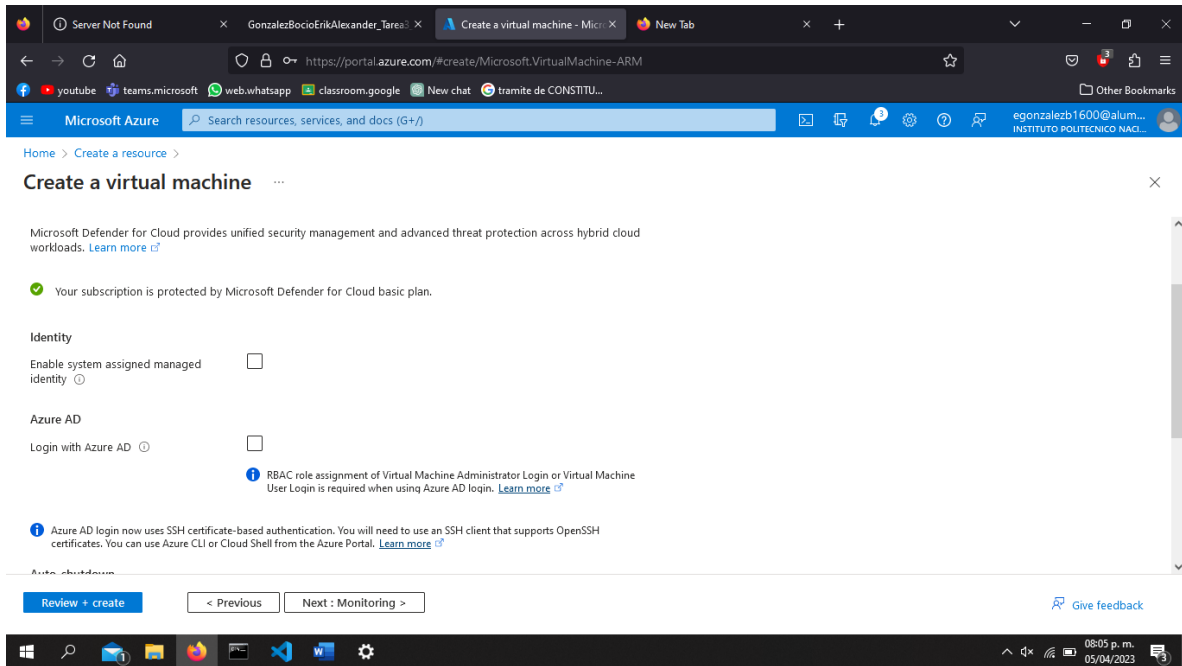 Server Not Found
GonzalezBocioErikAlexander_Tarea3
Create a virtual machine - Micro
New Tab
https://portal.azure.com/#create/Microsoft.VirtualMachine-ARM
3
youtube
teams.microsoft
web.whatsapp
classroom.google
New chat
tramite de CONSTITU...
Other Bookmarks
Microsoft Azure
Search resources, services, and docs (G+/)
3
egonzalezb1600@alum...
INSTITUTO POLITECNICO NACI...
Home > Create a resource >
Create a virtual machine ...
Microsoft Defender for Cloud provides unified security management and advanced threat protection across hybrid cloud
workloads. Learn more
Your subscription is protected by Microsoft Defender for Cloud basic plan.
Identity
Enable system assigned managed
identity
Azure AD
Login with Azure AD
RBAC role assignment of Virtual Machine Administrator Login or Virtual Machine
User Login is required when using Azure AD login. Learn more
Azure AD login now uses SSH certificate-based authentication. You will need to use an SSH client that supports OpenSSH
certificates. You can use Azure CLI or Cloud Shell from the Azure Portal. Learn more
Auto-shutdown
Review + create
< Previous
Next : Monitoring >
Give feedback
1
08:05 p. m.
05/04/2023
3